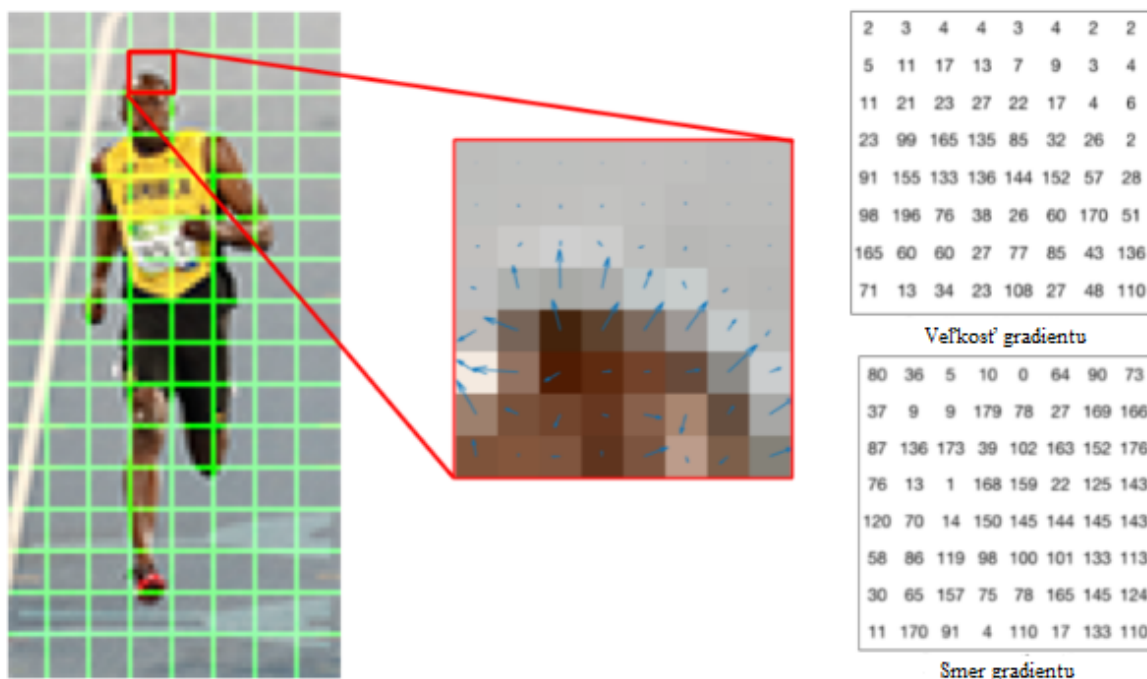 2 3 4 4 3 4 2 2
5 11 17 13 7 9 3 4
11 21 23 27 22 17 4 6
23 99 165 135 85 32 26 2
91 155 133 136 144 152 57 28
98 196 76 38 26 60 170 51
165 60 60 27 77 85 43 136
71 13 34 23 108 27 48 110
Veľkosť gradientu
80 36 5 10 0 64 90 73
37 9 9 179 78 27 169 166
87 136 173 39 102 163 152 176
76 13 1 168 159 22 125 143
120 70 14 150 145 144 145 143
58 86 119 98 100 101 133 113
30 65 157 75 78 165 145 124
11 170 91 4 110 17 133 110
Smer gradientu